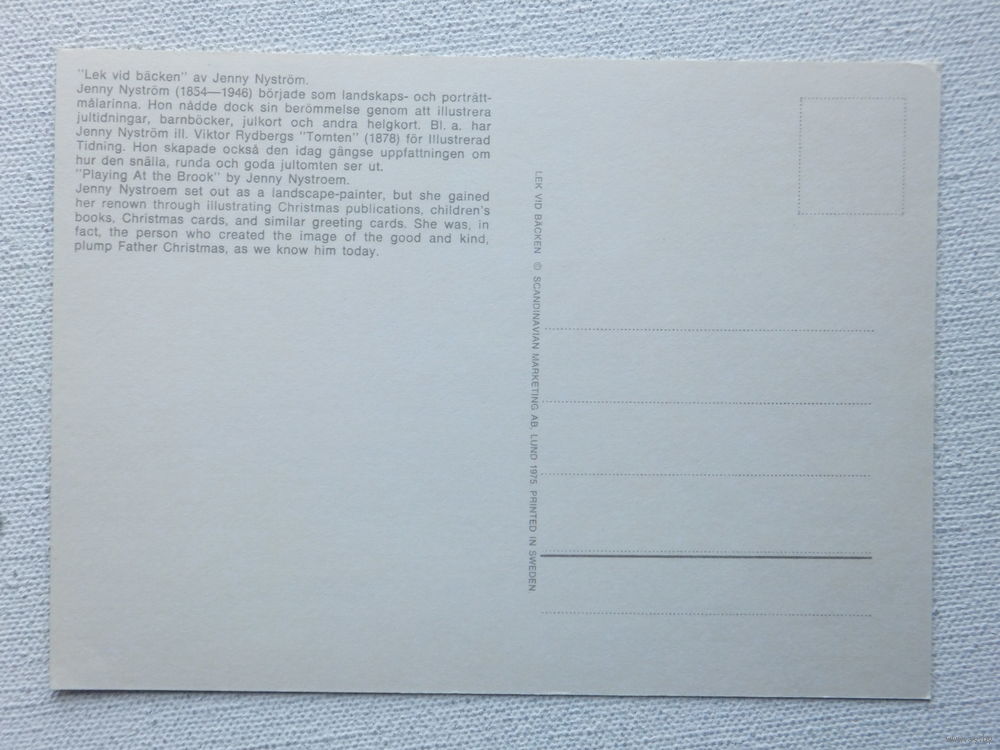 "Lek vid bäcken" av Jenny Nyström.
Jenny Nyström (1854—1946) började som landskaps- och porträtt-
målarinna. Hon nådde dock sin berömmelse genom att illustrera
jultidningar, barnböcker, julkort och andra helgkort. Bl. a. har
Jenny Nyström ill. Viktor Rydbergs "Tomten" (1878) för Illustrerad
Tidning. Hon skapade också den idag gängse uppfattningen om
hur den snälla, runda och goda jultomten ser ut.
"Playing At the Brook" by Jenny Nystroem.
Jenny Nystroem set out as a landscape-painter, but she gained
her renown through illustrating Christmas publications, children's
books, Christmas cards, and similar greeting cards. She was, in
fact, the person who created the image of the good and kind,
plump Father Christmas, as we know him today.
LEK VID BÄCKEN © SCANDINAVIAN MARKETING AB, LUND 1975. PRINTED IN SWEDEN.